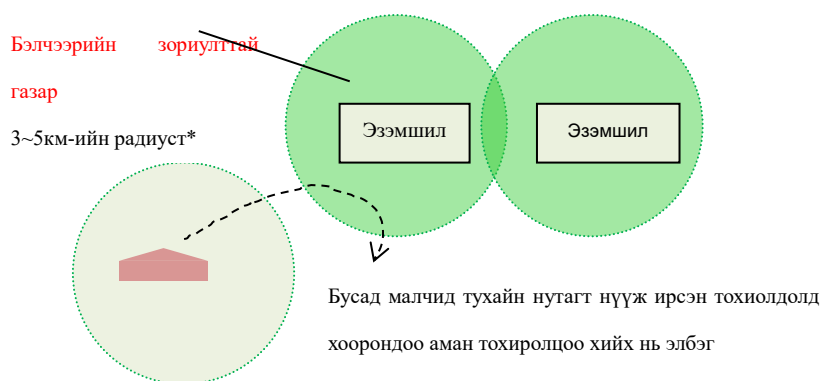 Бэлчээрийн зориулттай
газар
3~5км-ийн радиуст*
Эзэмшил
Эзэмшил
Бусад малчид тухайн нутагт нүүж ирсэн тохиолдолд
хоорондоо аман тохиролцоо хийх нь элбэг